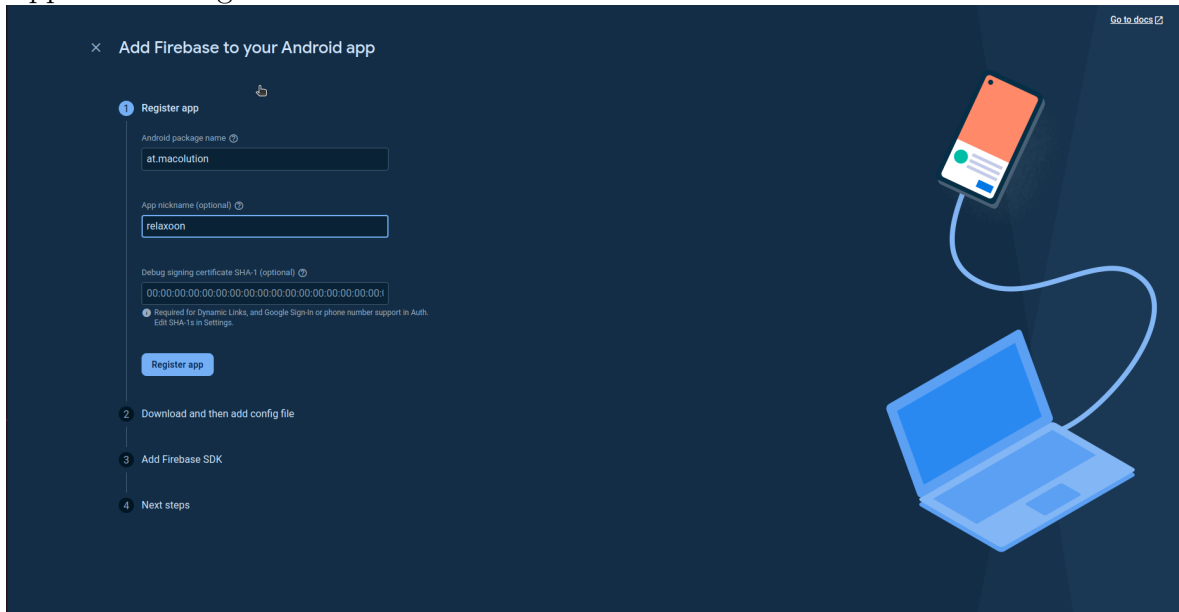 Go to docs
Add Firebase to your Android app
1 Register app
Android package name
at.macolution
App nickname (optional)
relaxoon
Debug signing certificate SHA-1 (optional)
00:00:00:00:00:00:00:00:00:00:00:00:00:00:00:00:00:
Required for Dynamic Links, and Google Sign-In or phone number support in Auth.
Edit SHA-1s in Settings.
Register app
2 Download and then add config file
3 Add Firebase SDK
4 Next steps